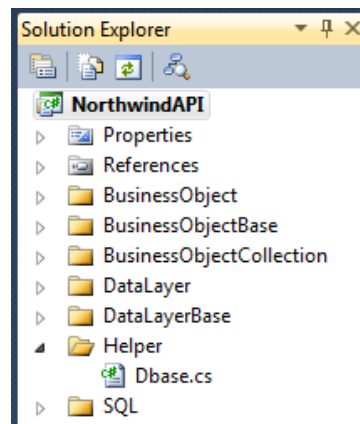 Solution Explorer
NorthwindAPI
Properties
References
BusinessObject
BusinessObjectBase
BusinessObjectCollection
DataLayer
DataLayerBase
Helper
Dbase.cs
SQL